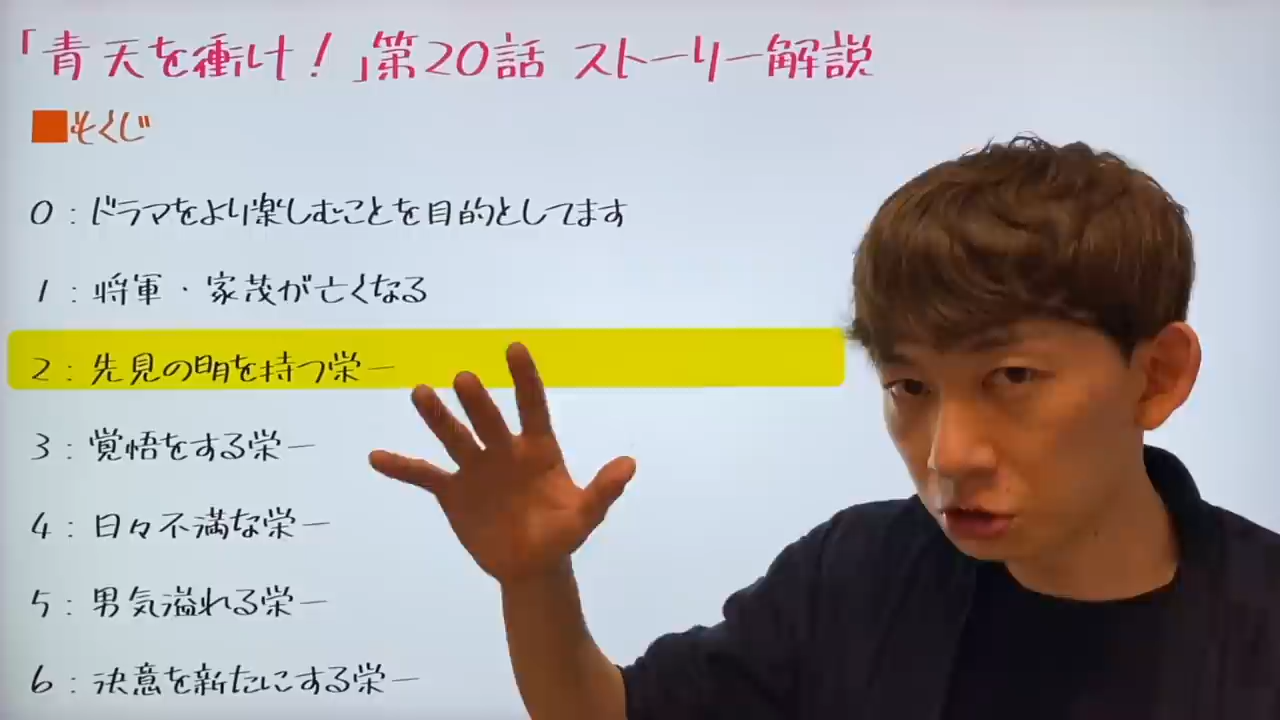 「青天を衝け！」第20話 ストーリー解説
■もくじ
0：ドラマをより楽しむことを目的としてます
1：将軍・家茂が亡くなる
2：先見の明を持つ栄一
3：覚悟をする栄一
4：日々不満な栄一
5：男気溢れる栄一
6：決意を新たにする栄一